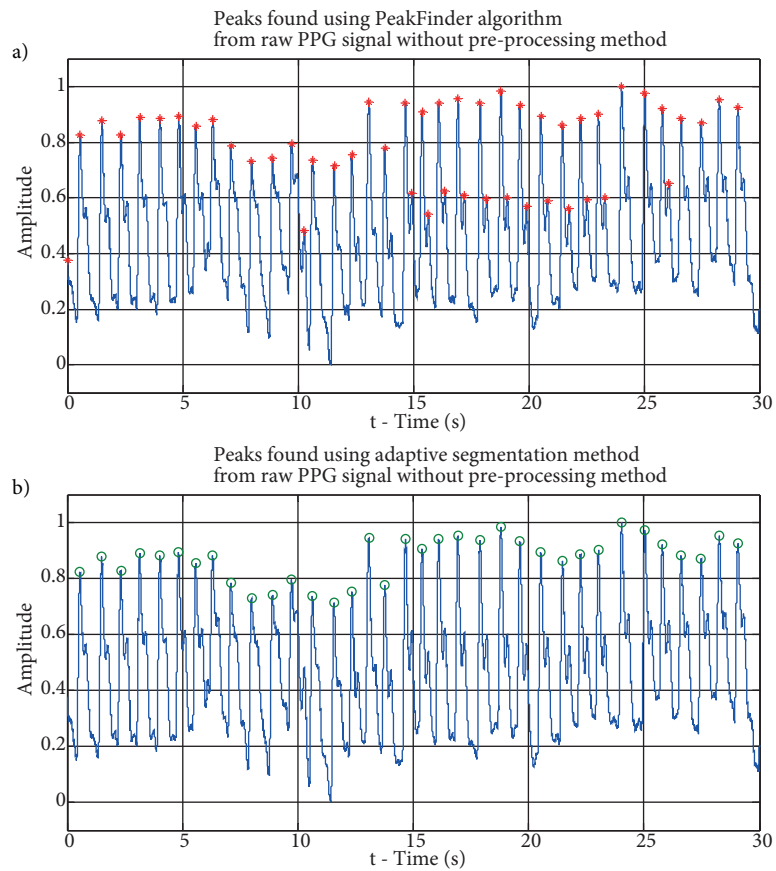 Peaks found using PeakFinder algorithm
from raw PPG signal without pre-processing method
a)
1
0.8
0.6
0.4
0.2
0
Amplitude
0 5 10 15 20 25 30
t - Time (s)
Peaks found using adaptive segmentation method
from raw PPG signal without pre-processing method
b)
1
0.8
0.6
0.4
0.2
0
Amplitude
0 5 10 15 20 25 30
t - Time (s)